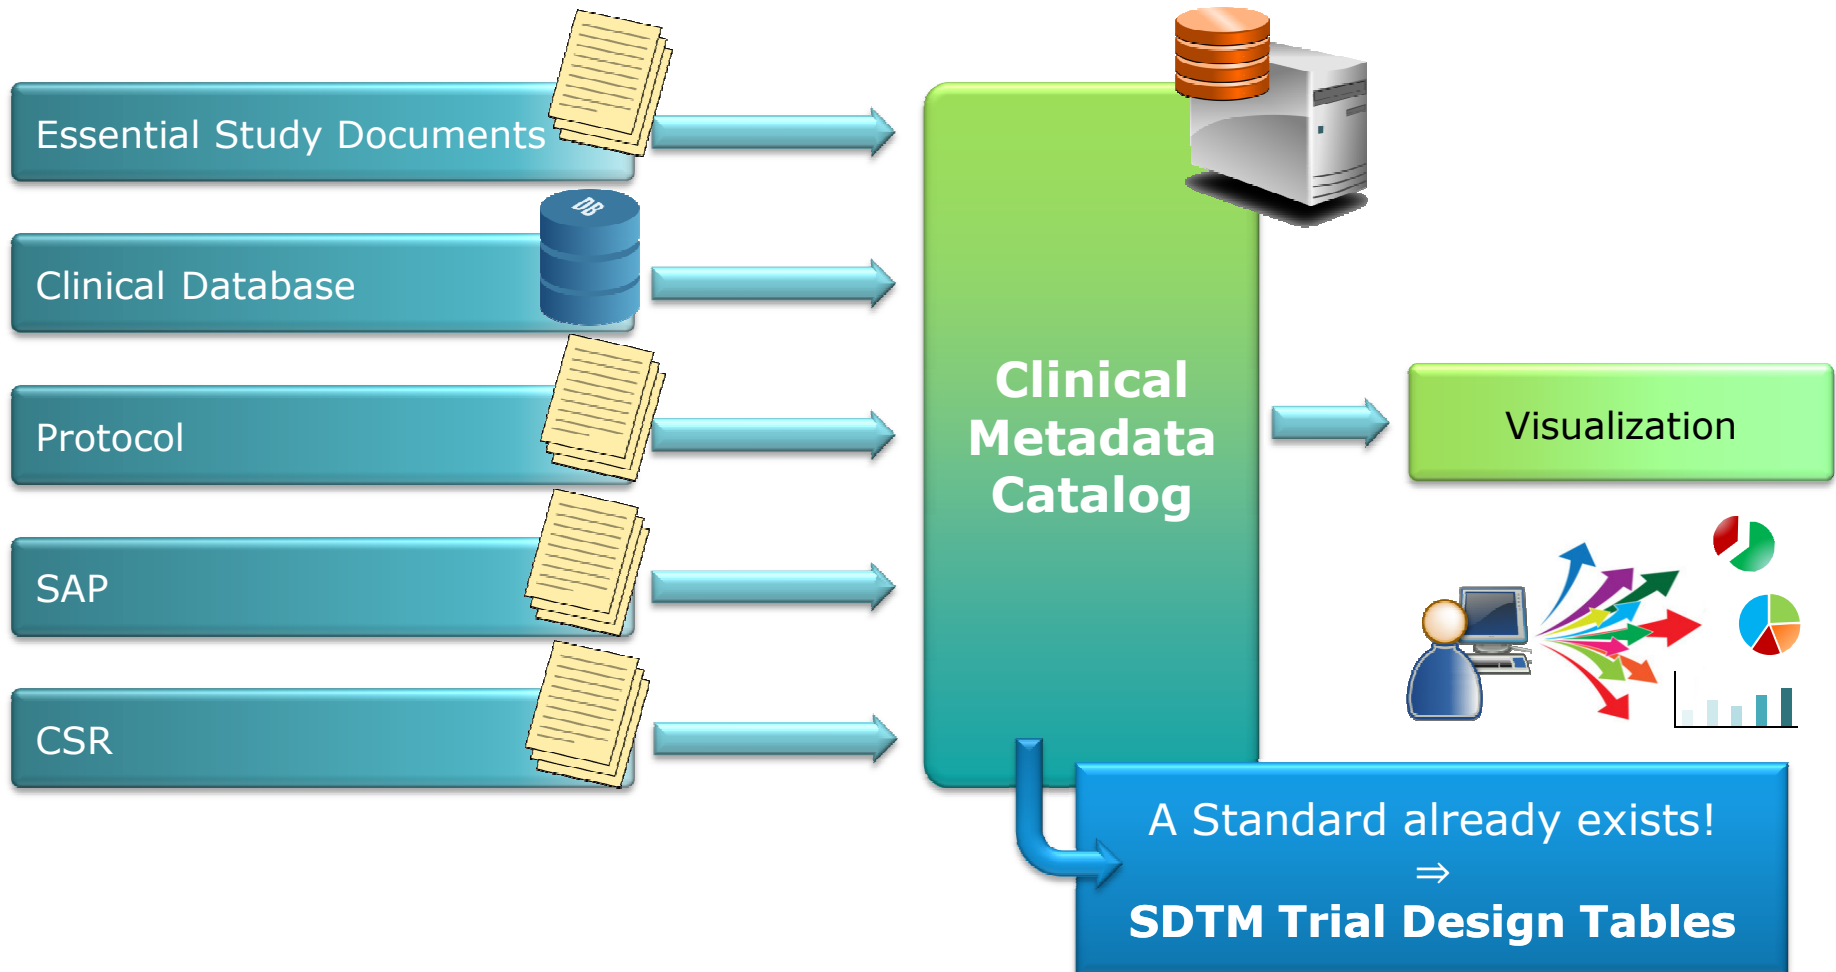 Essential Study Documents
DB
Clinical Database
Protocol
SAP
CSR
Clinical
Metadata
Catalog
Visualization
A Standard already exists!
⇒
SDTM Trial Design Tables